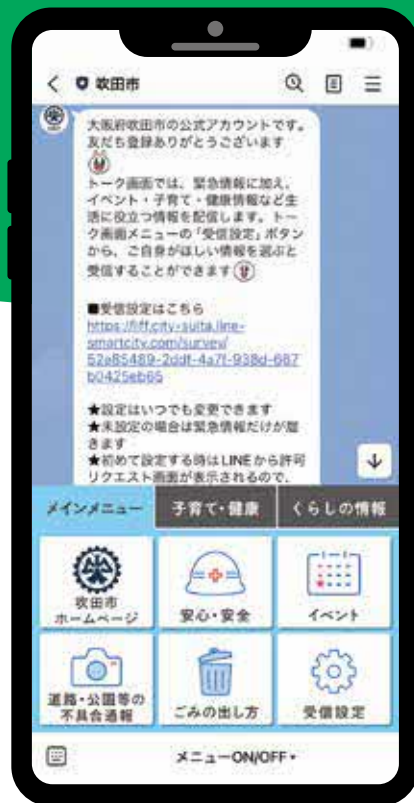 吹田市
大阪府吹田市の公式アカウントです。
友だち登録ありがとうございます
トーク画面では、緊急情報に加え、
イベント・子育て・健康情報など生
活に役立つ情報を配信します。トー
ク画面メニューの「受信設定」ボタン
から、ご自身がほしい情報を選ぶと
受信することができます
■受信設定はこちら
https://liff.city-suita.line-
smartcity.com/survey/
52a85489-2ddf-4a7f-938d-667
b0425eb65
★設定はいつでも変更できます
★未設定の場合は緊急情報だけが届
きます
★初めて設定する時はLINEから許可
リクエスト画面が表示されるので、
メインメニュー 子育て・健康 くらしの情報
吹田市
ホームページ
安心・安全
イベント
道路・公園等の
不具合通報
ごみの出し方
受信設定
メニューON/OFF